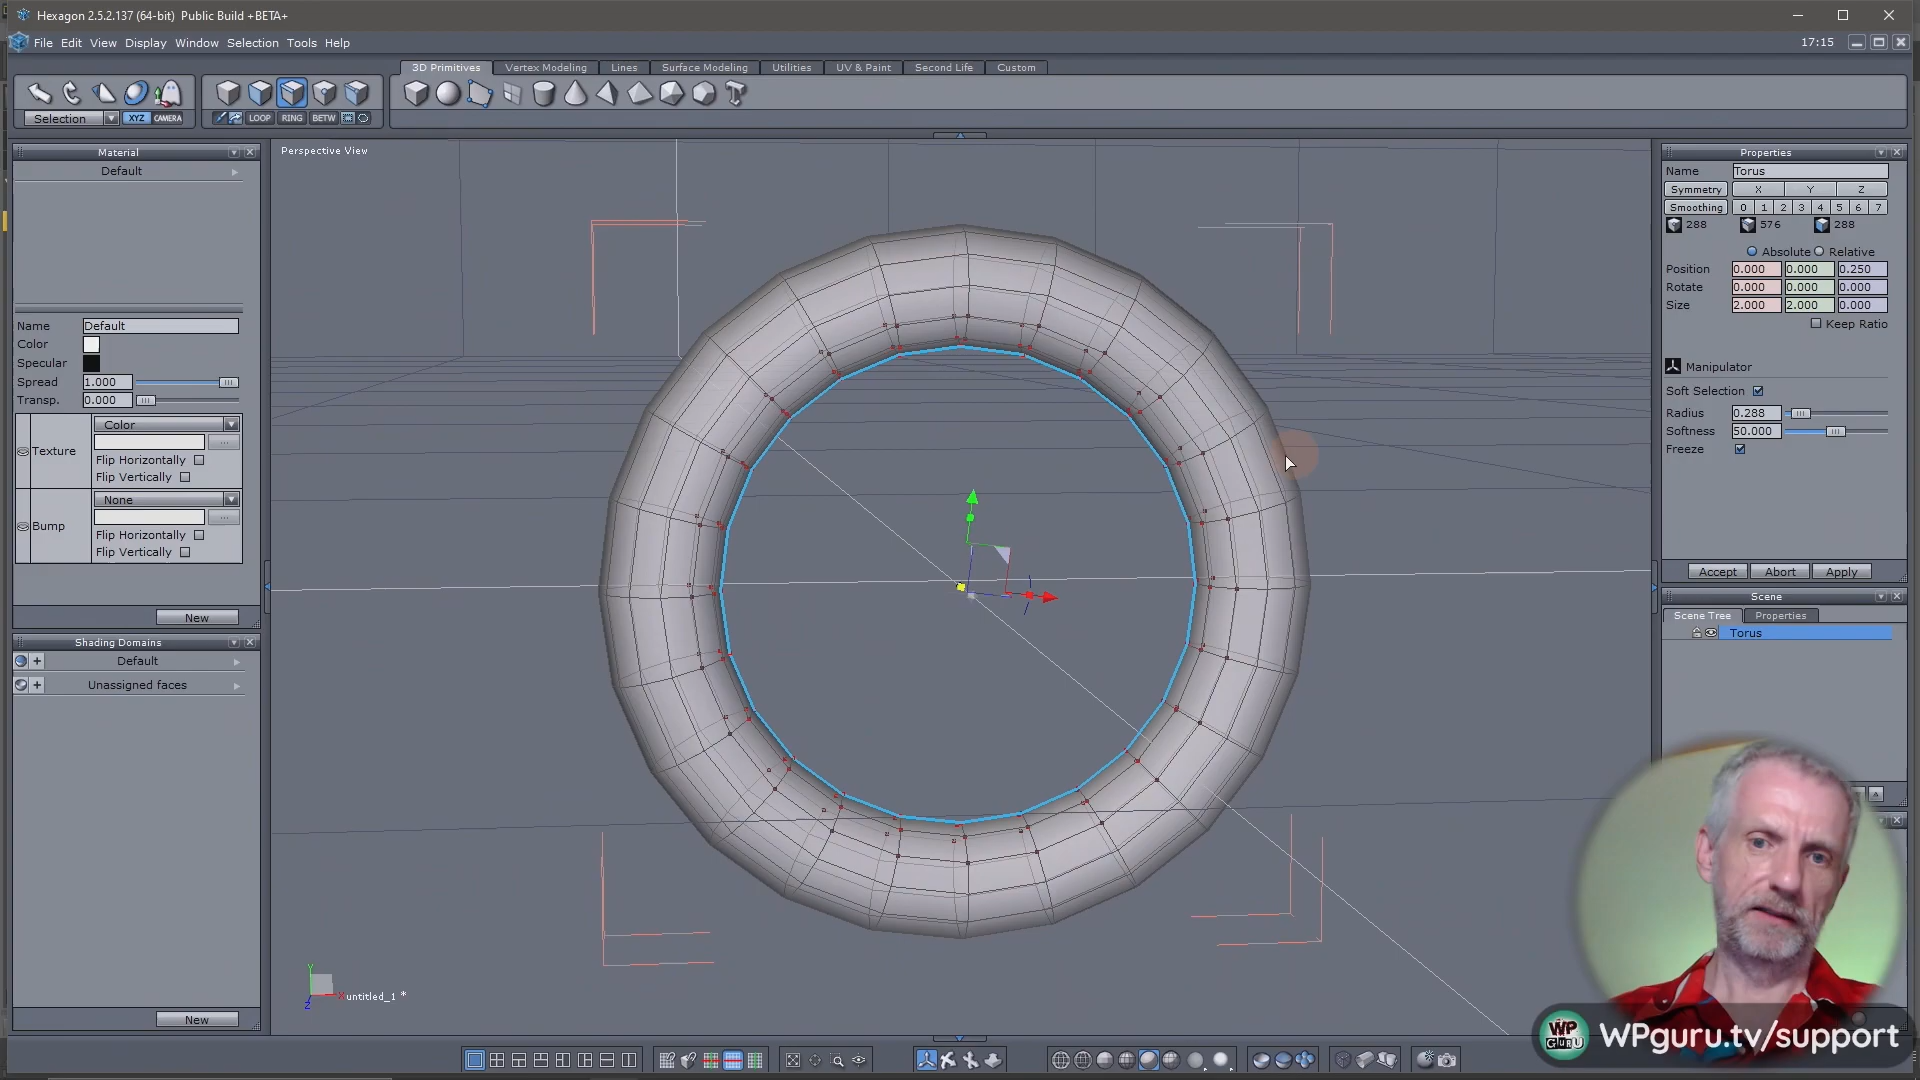 Hexagon 2.5.2.137 (64-bit) Public Build +BETA+
File Edit View Display Window Selection Tools Help
17:15
3D Primitives Vertex Modeling Lines Surface Modeling Utilities UV & Paint Second Life Custom
Selection XYZ CAMERA LOOP RING BETW
Material
Default
Name Default
Color
Specular
Spread 1.000
Transp. 0.000
Texture
Color
...
Flip Horizontally
Flip Vertically
Bump
None
...
Flip Horizontally
Flip Vertically
New
Shading Domains
+ Default
+ Unassigned faces
New
Perspective View
Y
X
Z
untitled_1 *
Properties
Name Torus
Symmetry X Y Z
Smoothing 0 1 2 3 4 5 6 7
288 576 288
Absolute Relative
Position 0.000 0.000 0.250
Rotate 0.000 0.000 0.000
Size 2.000 2.000 0.000
Keep Ratio
Manipulator
Soft Selection
Radius 0.288
Softness 50.000
Freeze
Accept Abort Apply
Scene
Scene Tree Properties
Torus
WP GURU
WPguru.tv/support